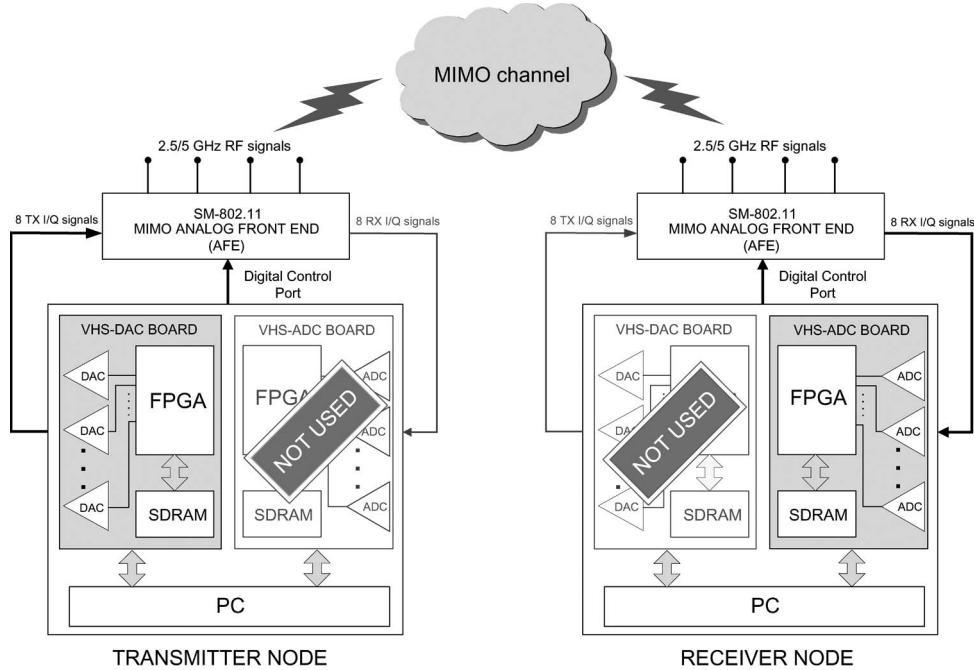 MIMO channel
2.5/5 GHz RF signals
8 TX I/Q signals
SM-802.11
MIMO ANALOG FRONT END
(AFE)
8 RX I/Q signals
Digital Control
Port
VHS-DAC BOARD
DAC
DAC
DAC
FPGA
SDRAM
VHS-ADC BOARD
FPGA
SDRAM
ADC
ADC
ADC
NOT USED
PC
TRANSMITTER NODE
2.5/5 GHz RF signals
8 TX I/Q signals
SM-802.11
MIMO ANALOG FRONT END
(AFE)
8 RX I/Q signals
Digital Control
Port
VHS-DAC BOARD
DAC
DAC
DAC
SDRAM
NOT USED
VHS-ADC BOARD
FPGA
SDRAM
ADC
ADC
ADC
PC
RECEIVER NODE